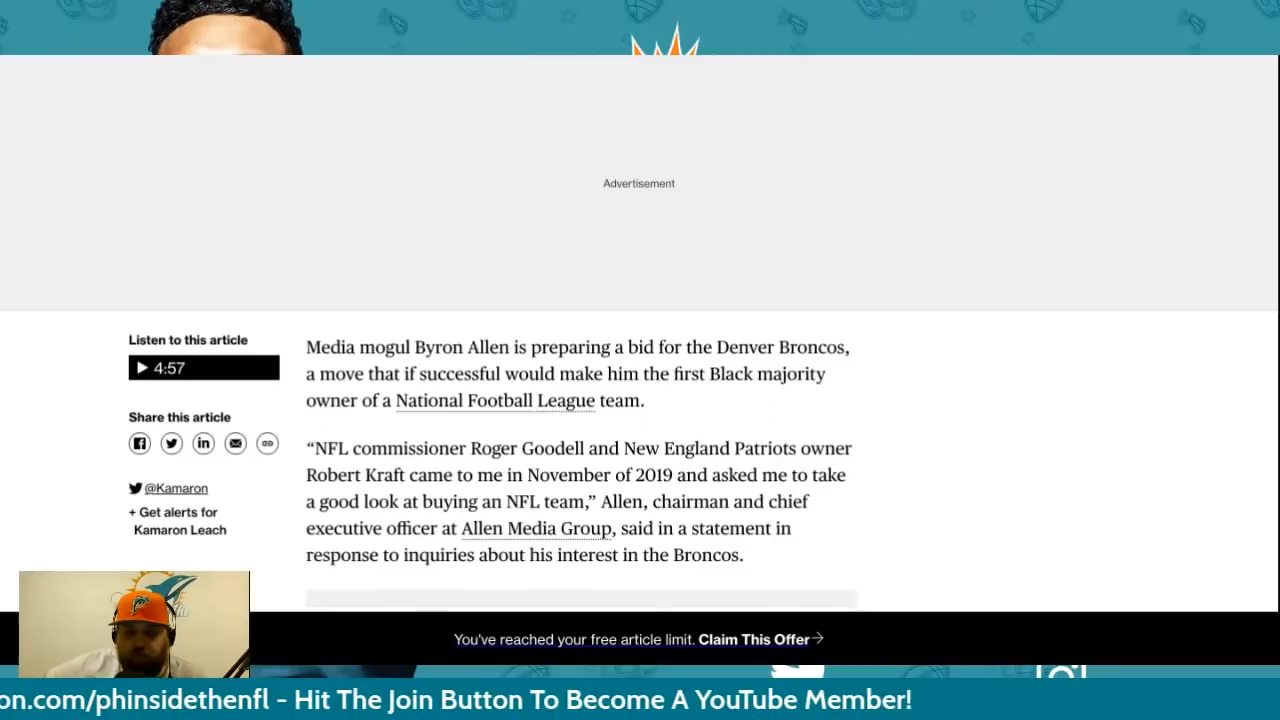 Advertisement
Listen to this article
4:57
Share this article
@Kamaron
+ Get alerts for
Kamaron Leach
Media mogul Byron Allen is preparing a bid for the Denver Broncos,
a move that if successful would make him the first Black majority
owner of a National Football League team.
“NFL commissioner Roger Goodell and New England Patriots owner
Robert Kraft came to me in November of 2019 and asked me to take
a good look at buying an NFL team,” Allen, chairman and chief
executive officer at Allen Media Group, said in a statement in
response to inquiries about his interest in the Broncos.
You've reached your free article limit. Claim This Offer
on.com/phinsidethenfl - Hit The Join Button To Become A YouTube Member!